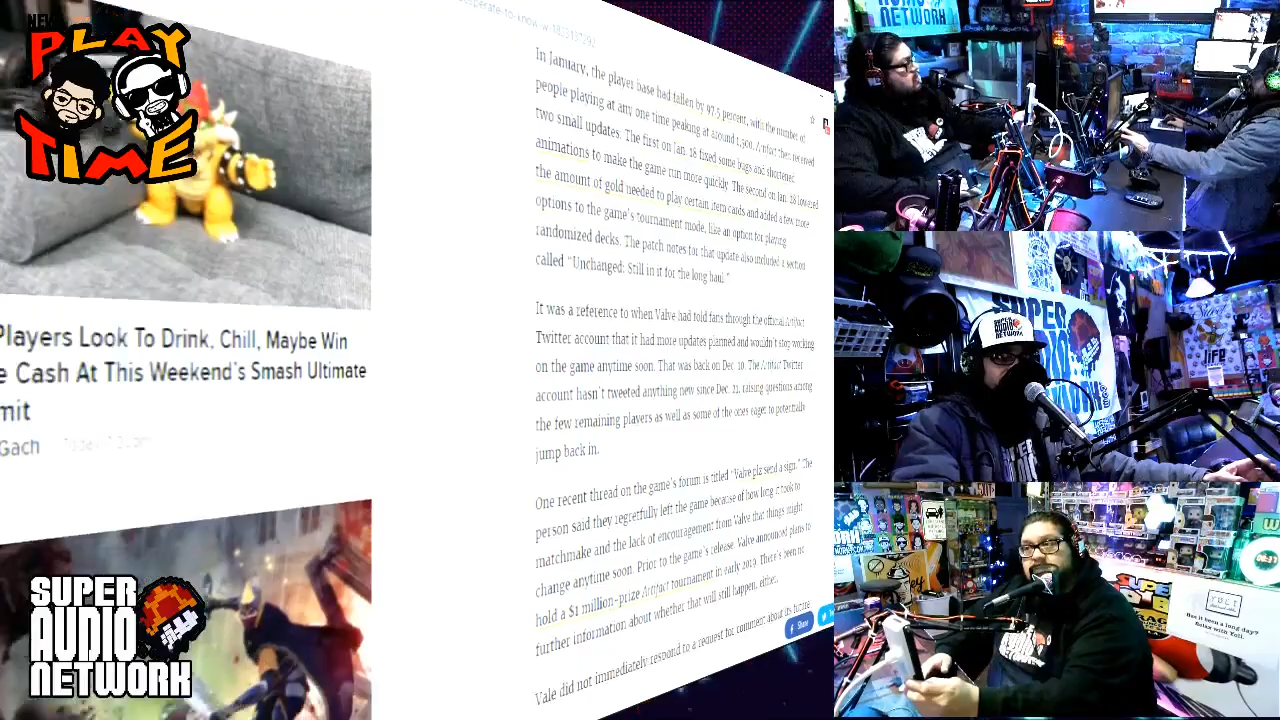 PLAY
TIME
Players Look To Drink, Chill, Maybe Win
e Cash At This Weekend's Smash Ultimate
mit
Gach
SUPER
AUDIO
NETWORK
In January, the player base had fallen by 97.5 percent, with the number of
people playing at any one time peaking at around 1,500. Artifact then received
two small updates. The first on Jan. 18 fixed some bugs and shortened
animations to make the game run more quickly. The second on Jan. 28 lowered
the amount of gold needed to play certain item cards and added a few more
options to the game's tournament mode, like an option for playing
randomized decks. The patch notes for that update also included a section
called "Unchanged: Still in it for the long haul."
It was a reference to when Valve had told fans through the official Artifact
Twitter account that it had more updates planned and wouldn't stop working
on the game anytime soon. That was back on Dec. 10. The Artifact Twitter
account hasn't tweeted anything new since Dec. 21, raising questions among
the few remaining players as well as some of the ones eager to potentially
jump back in.
One recent thread on the game's forum is titled "Valve plz send a sign." The
person said they regretfully left the game because of how long it took to
matchmake and the lack of encouragement from Valve that things might
change anytime soon. Prior to the game's release, Valve announced plans to
hold a $1 million-prize Artifact tournament in early 2019. There's been no
further information about whether that will still happen, either.
Vale did not immediately respond to a request for comment about its future
Share
AUDIO
NETWORK
SUPER
Has it been a long day?
Relax with Yoli.